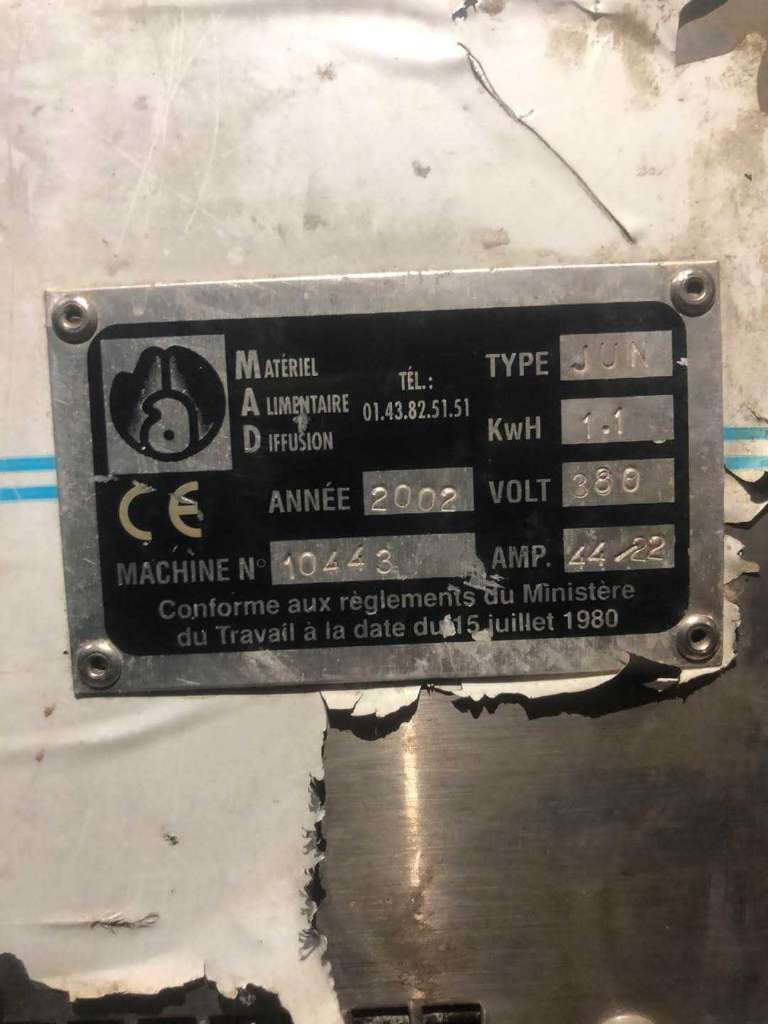 MATÉRIEL
ALIMENTAIRE
DIFFUSION
TÉL.:
01.43.82.51.51
TYPE JUN
KwH 1.1
CE
ANNÉE 2002
VOLT 380
MACHINE N° 10443
AMP. 44/22
Conforme aux règlements du Ministère
du Travail à la date du 15 juillet 1980